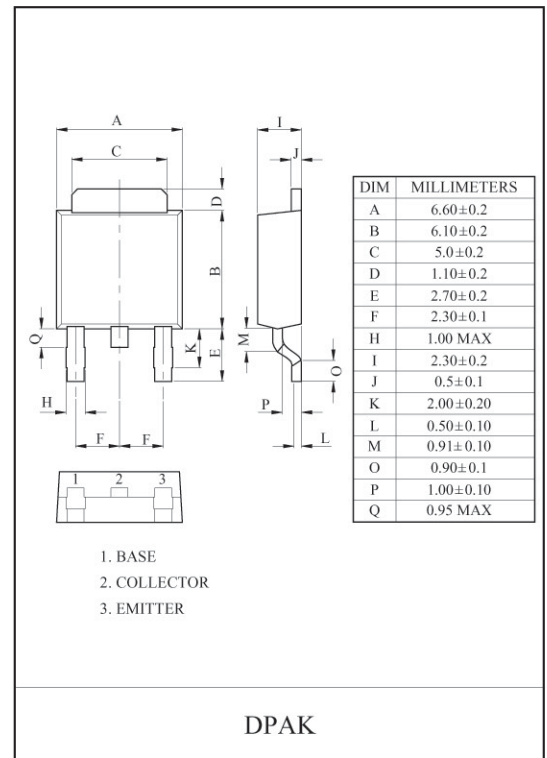 A
C
I
J
D
B
Q
K
E
M
O
H
P
F F
L
1 2 3
1. BASE
2. COLLECTOR
3. EMITTER
DIM MILLIMETERS
A 6.60±0.2
B 6.10±0.2
C 5.0±0.2
D 1.10±0.2
E 2.70±0.2
F 2.30±0.1
H 1.00 MAX
I 2.30±0.2
J 0.5±0.1
K 2.00±0.20
L 0.50±0.10
M 0.91±0.10
O 0.90±0.1
P 1.00±0.10
Q 0.95 MAX
DPAK